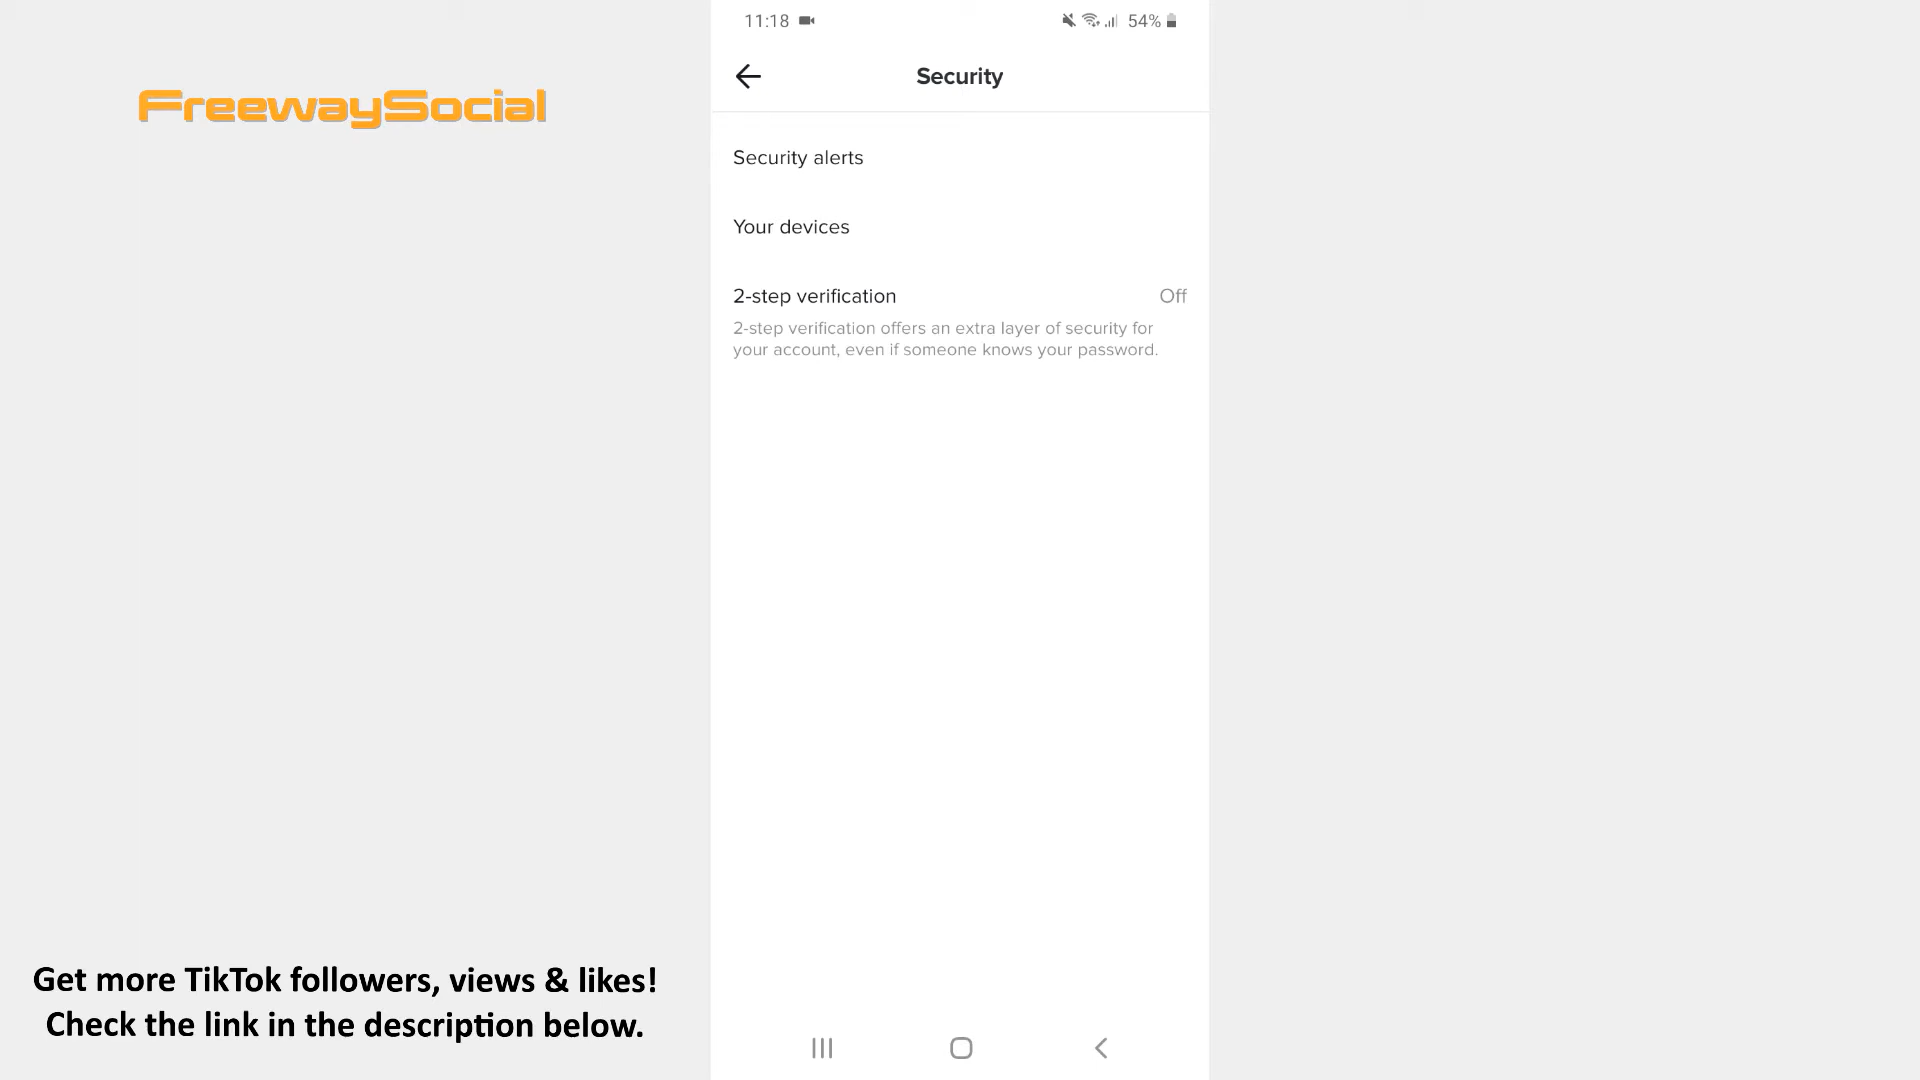 11:18
54%
FreewaySocial
Security
Security alerts
Your devices
2-step verification
Off
2-step verification offers an extra layer of security for
your account, even if someone knows your password.
Get more TikTok followers, views & likes!
Check the link in the description below.